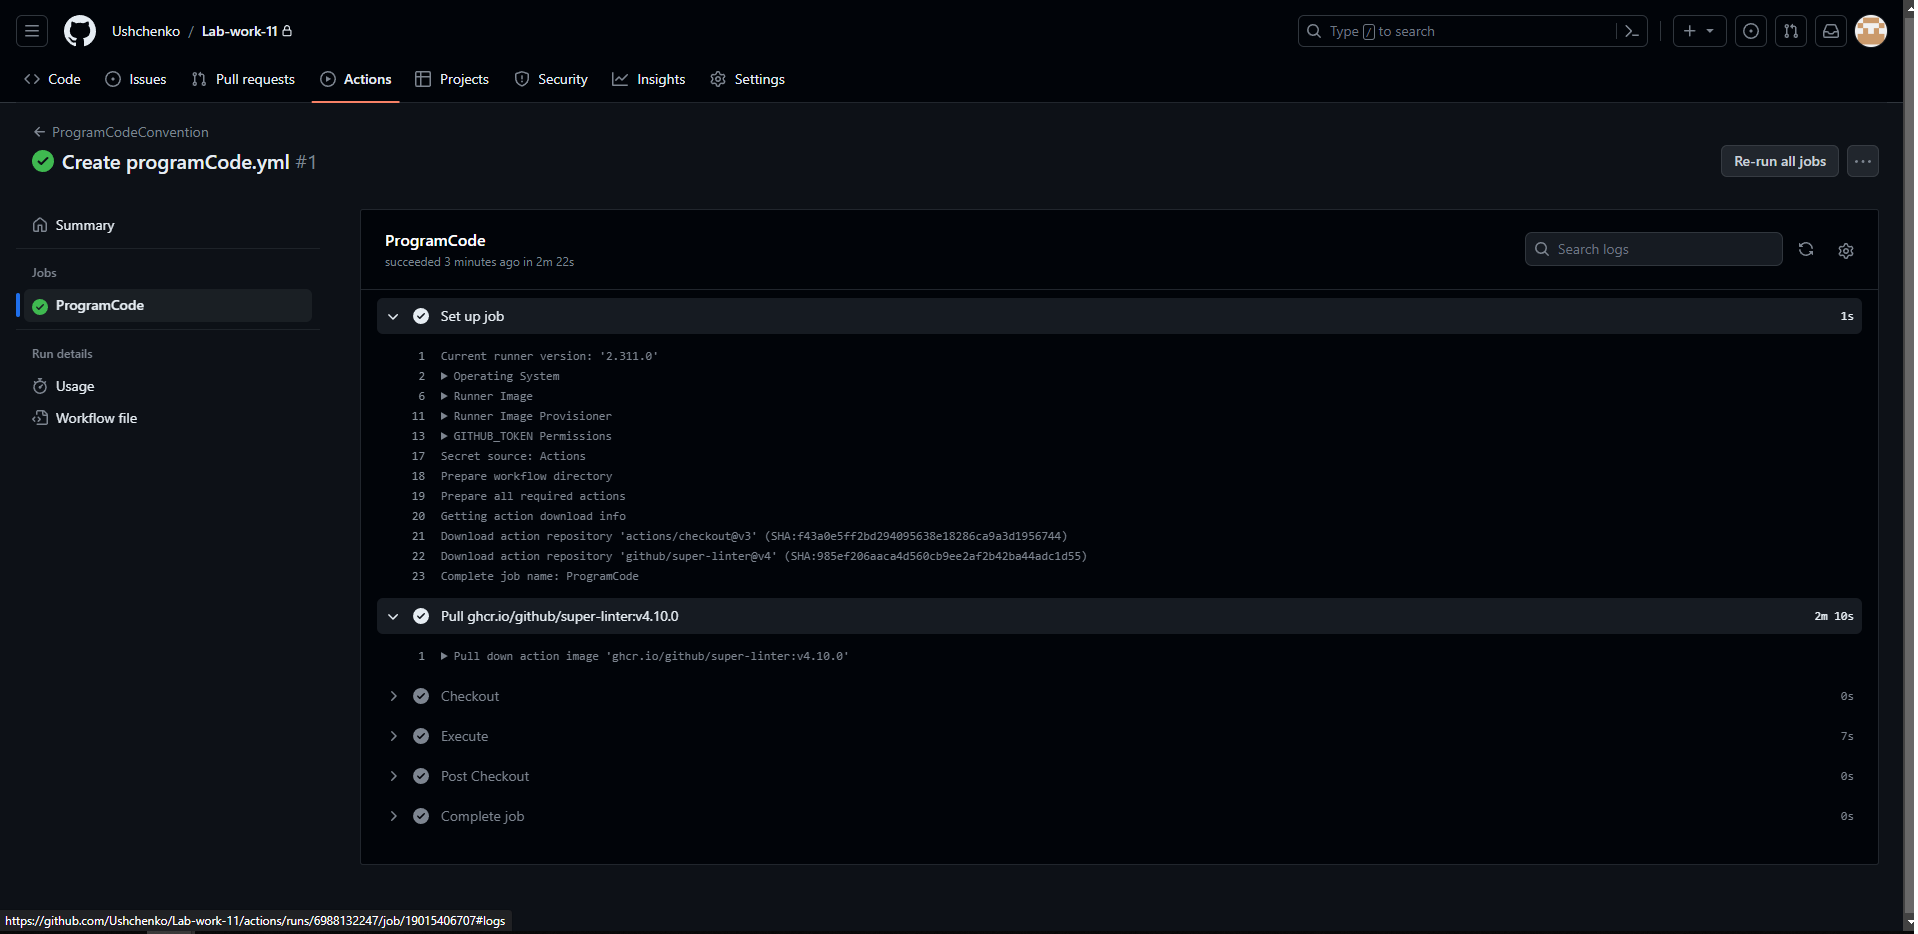 Ushchenko / Lab-work-11
Type / to search
Code
Issues
Pull requests
Actions
Projects
Security
Insights
Settings
ProgramCodeConvention
Create programCode.yml #1
Re-run all jobs
Summary
Jobs
ProgramCode
Run details
Usage
Workflow file
ProgramCode
succeeded 3 minutes ago in 2m 22s
Search logs
Set up job 1s
1 Current runner version: '2.311.0'
2 Operating System
6 Runner Image
11 Runner Image Provisioner
13 GITHUB_TOKEN Permissions
17 Secret source: Actions
18 Prepare workflow directory
19 Prepare all required actions
20 Getting action download info
21 Download action repository 'actions/checkout@v3' (SHA:f43a0e5ff2bd294095638e18286ca9a3d1956744)
22 Download action repository 'github/super-linter@v4' (SHA:985ef206aaca4d560cb9ee2af2b42ba44adc1d55)
23 Complete job name: ProgramCode
Pull ghcr.io/github/super-linter:v4.10.0 2m 10s
1 Pull down action image 'ghcr.io/github/super-linter:v4.10.0'
Checkout 0s
Execute 7s
Post Checkout 0s
Complete job 0s
https://github.com/Ushchenko/Lab-work-11/actions/runs/6988132247/job/19015406707#logs